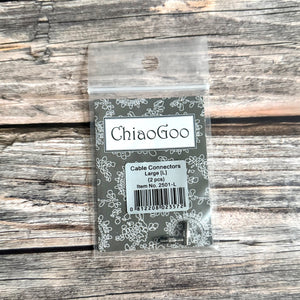 ChiaoGoo
Cable Connectors
Large [L]
(2 pcs)
Item No. 2501-L